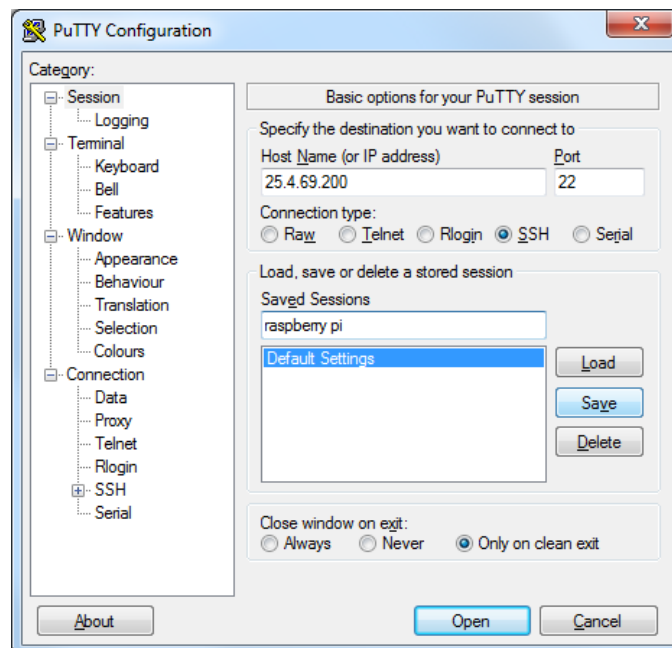 PuTTY Configuration
Category:
Session
Logging
Terminal
Keyboard
Bell
Features
Window
Appearance
Behaviour
Translation
Selection
Colours
Connection
Data
Proxy
Telnet
Rlogin
SSH
Serial
Basic options for your PuTTY session
Specify the destination you want to connect to
Host Name (or IP address) Port
25.4.69.200 22
Connection type:
Raw Telnet Rlogin SSH Serial
Load, save or delete a stored session
Saved Sessions
raspberry pi
Default Settings
Load
Save
Delete
Close window on exit:
Always Never Only on clean exit
About Open Cancel